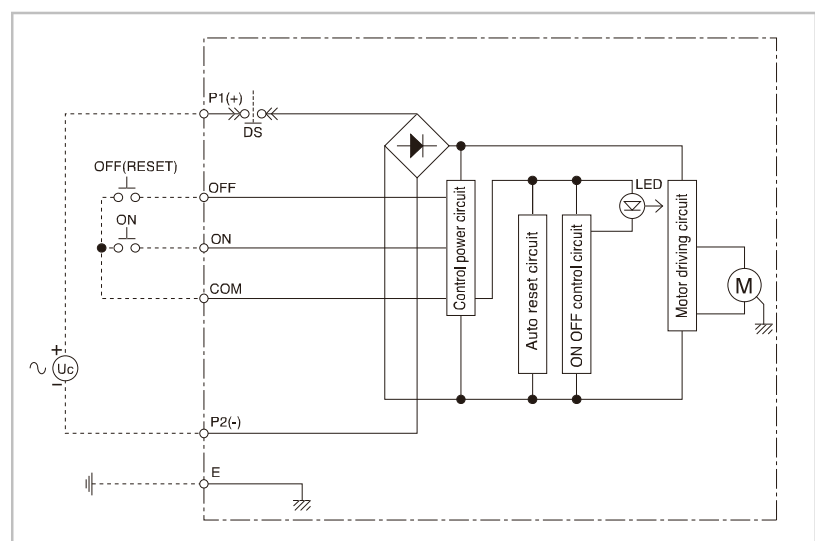 P1(+)
DS
OFF(RESET)
OFF
ON
ON
COM
Control power circuit
Auto reset circuit
ON OFF control circuit
LED
Motor driving circuit
M
+
Uc
−
P2(-)
E